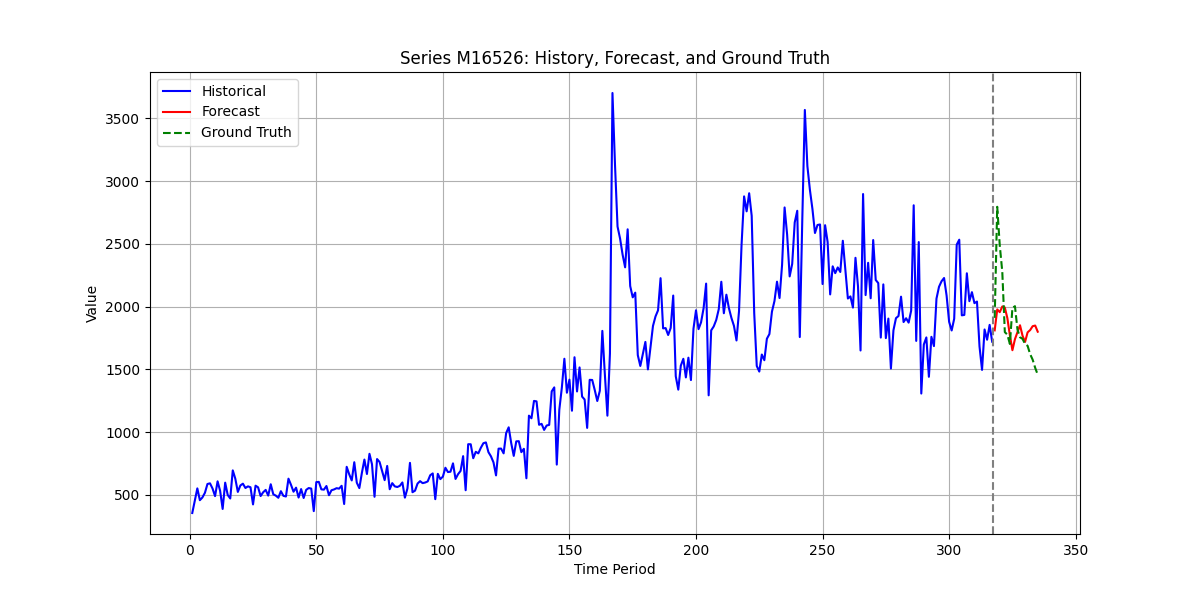 Series M16526: History, Forecast, and Ground Truth
Historical
Forecast
Ground Truth
Value
3500
3000
2500
2000
1500
1000
500
0 50 100 150 200 250 300 350
Time Period